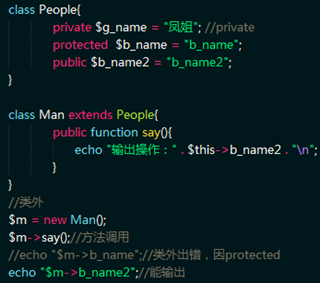 class People{
private $g_name = "凤姐"; //private
protected $b_name = "b_name";
public $b_name2 = "b_name2";
}
class Man extends People{
public function say(){
echo "输出操作：" . $this->b_name2 . "\n";
}
}
//类外
$m = new Man();
$m->say();//方法调用
//echo "$m->b_name";//类外出错，因protected
echo "$m->b_name2";//能输出